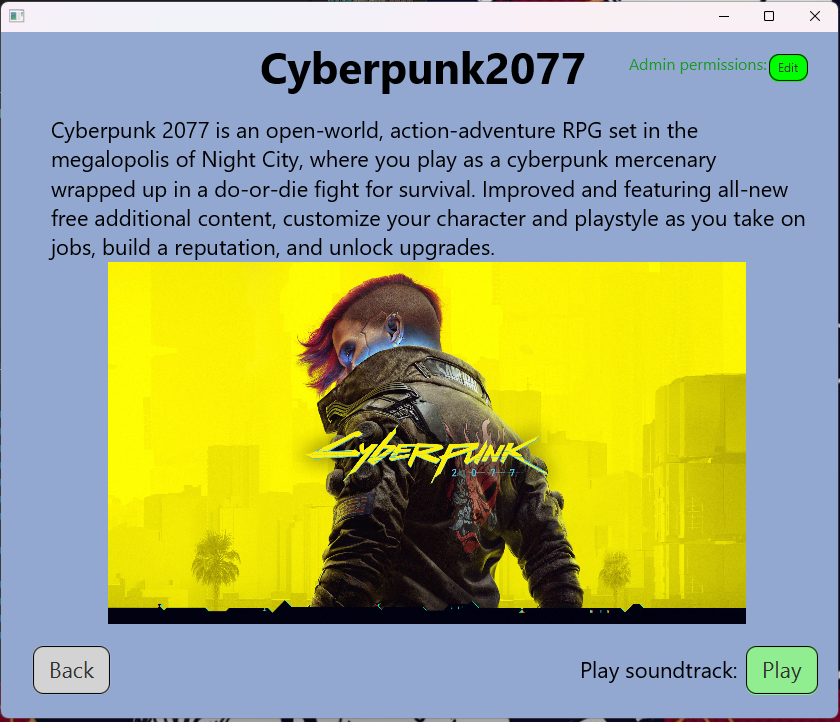 Cyberpunk2077
Admin permissions: Edit
Cyberpunk 2077 is an open-world, action-adventure RPG set in the
megalopolis of Night City, where you play as a cyberpunk mercenary
wrapped up in a do-or-die fight for survival. Improved and featuring all-new
free additional content, customize your character and playstyle as you take on
jobs, build a reputation, and unlock upgrades.
Cyberpunk
2077
Back
Play soundtrack: Play